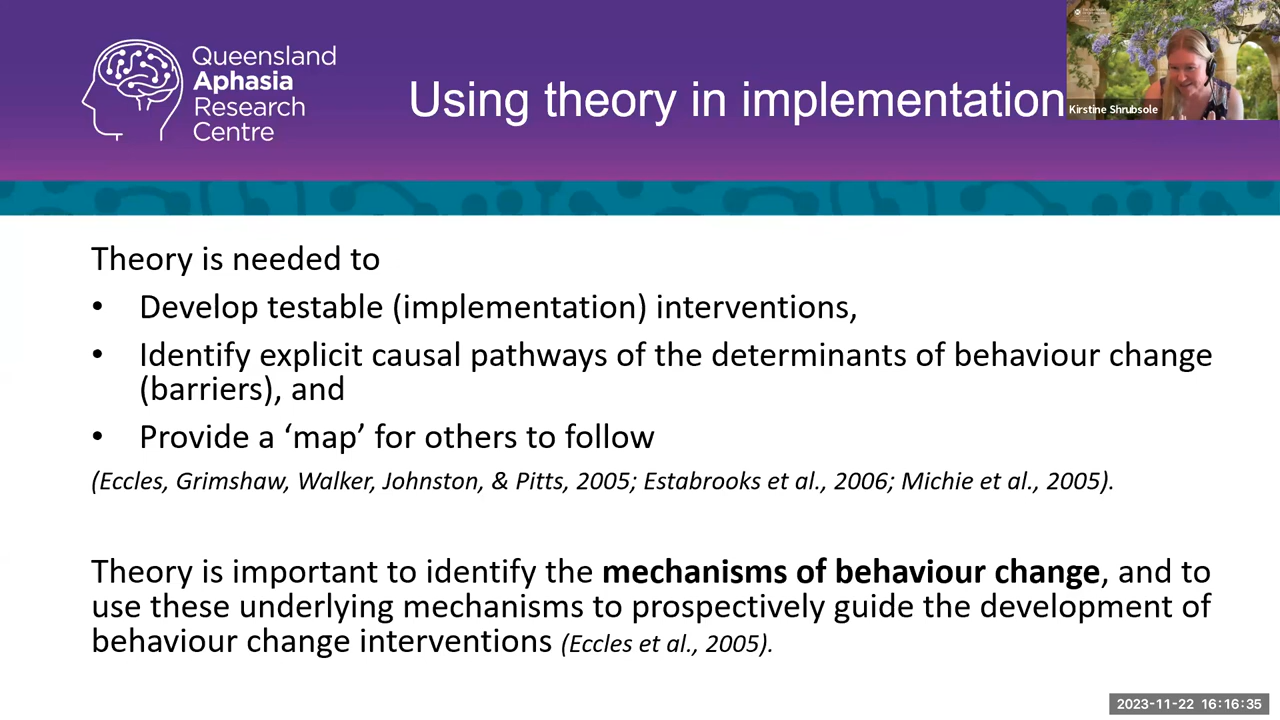 Queensland
Aphasia
Research
Centre
Using theory in implementation
Kirstine Shrubsole
Theory is needed to
• Develop testable (implementation) interventions,
• Identify explicit causal pathways of the determinants of behaviour change
(barriers), and
• Provide a ‘map’ for others to follow
(Eccles, Grimshaw, Walker, Johnston, & Pitts, 2005; Estabrooks et al., 2006; Michie et al., 2005).
Theory is important to identify the mechanisms of behaviour change, and to
use these underlying mechanisms to prospectively guide the development of
behaviour change interventions (Eccles et al., 2005).
2023-11-22 16:16:35